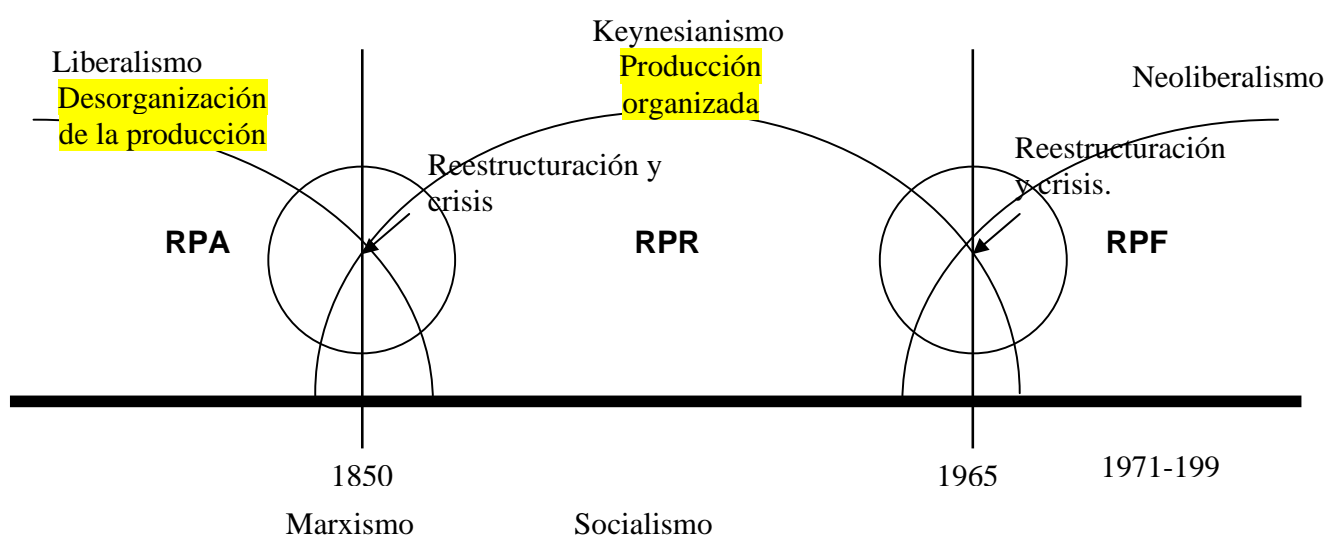 Keynesianismo
Producción
organizada
Liberalismo
Desorganización
de la producción
Neoliberalismo
Reestructuración y
crisis
Reestructuración
y crisis.
RPA
RPR
RPF
1850
1965
1971-199
Marxismo
Socialismo